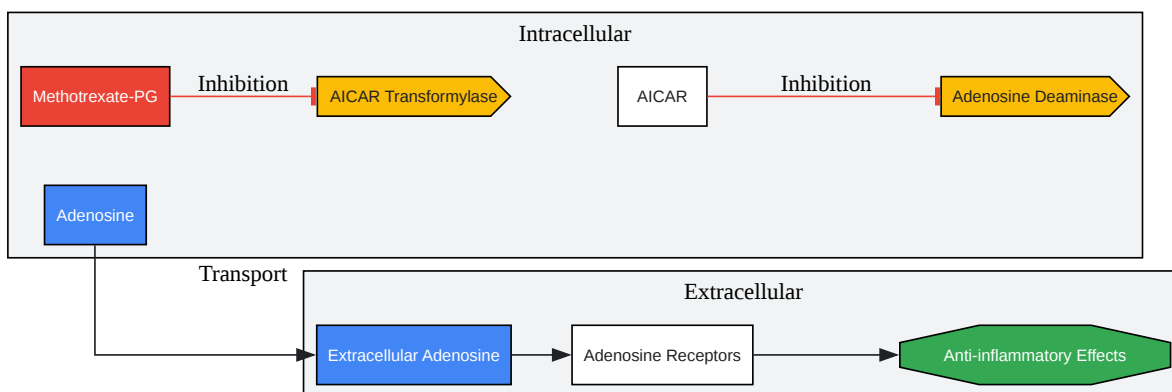 Intracellular
Methotrexate-PG
Inhibition
AICAR Transformylase
AICAR
Inhibition
Adenosine Deaminase
Adenosine
Transport
Extracellular
Extracellular Adenosine
Adenosine Receptors
Anti-inflammatory Effects